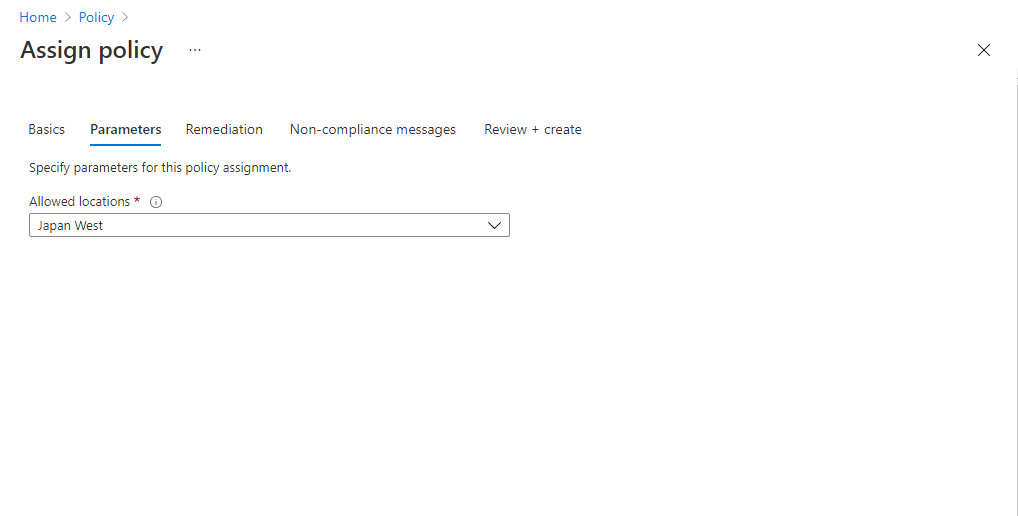 Home > Policy >
Assign policy ...
Basics Parameters Remediation Non-compliance messages Review + create
Specify parameters for this policy assignment.
Allowed locations *
Japan West